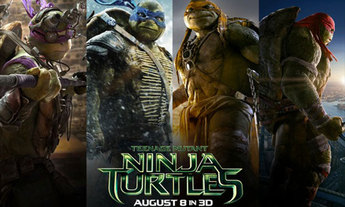 TEENAGE MUTANT
NINJA
TURTLES
AUGUST 8 IN 3D